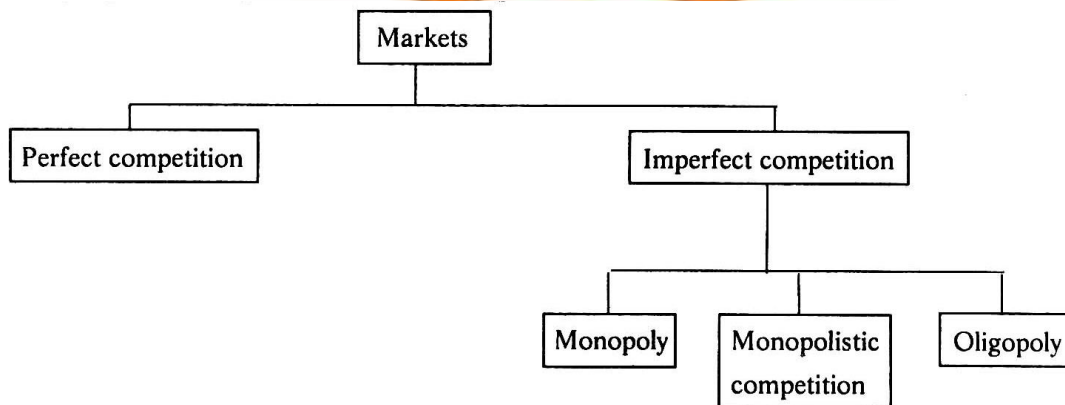 Markets
Perfect competition
Imperfect competition
Monopoly
Monopolistic
competition
Oligopoly